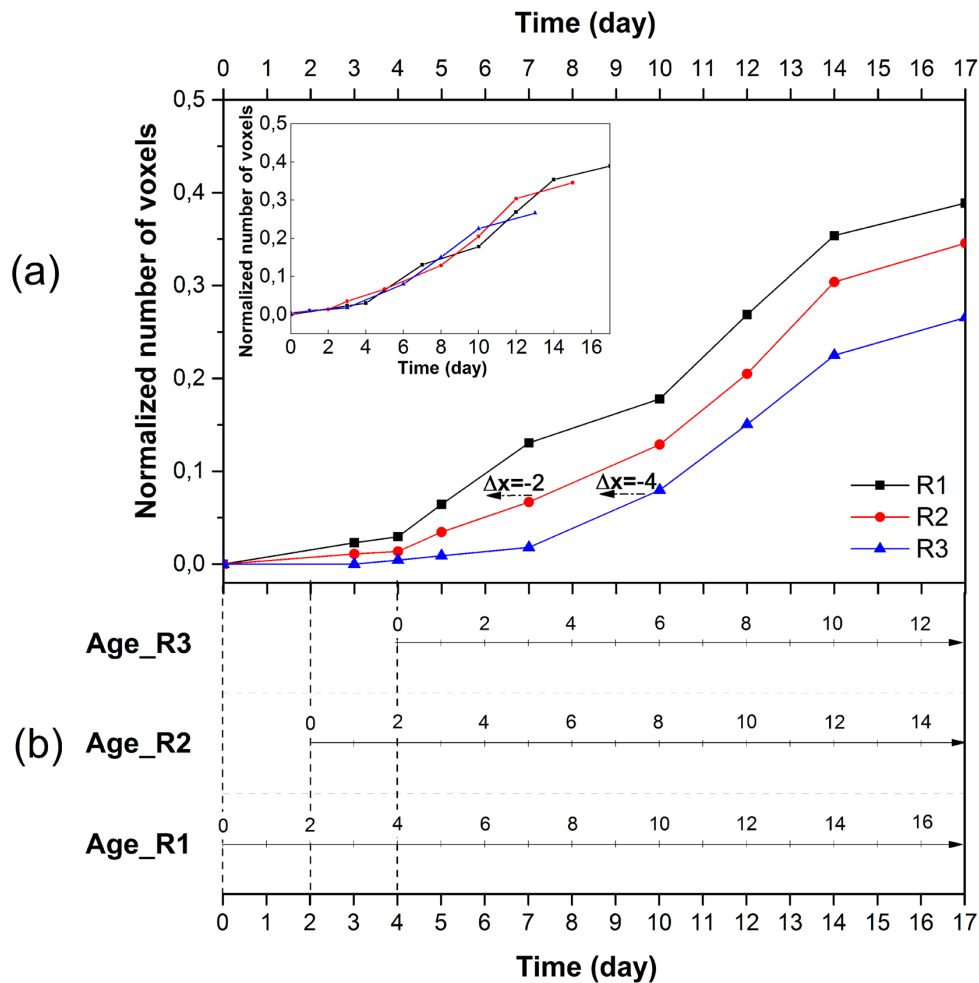 Time (day)
0 1 2 3 4 5 6 7 8 9 10 11 12 13 14 15 16 17
(a)
Normalized number of voxels
0,5
0,4
0,3
0,2
0,1
0,0
Normalized number of voxels
0,5
0,4
0,3
0,2
0,1
0,0
0 2 4 6 8 10 12 14 16
Time (day)
Δx=-2
Δx=-4
R1
R2
R3
(b)
Age_R3
0 2 4 6 8 10 12
Age_R2
0 2 4 6 8 10 12 14
Age_R1
0 2 4 6 8 10 12 14 16
0 1 2 3 4 5 6 7 8 9 10 11 12 13 14 15 16 17
Time (day)